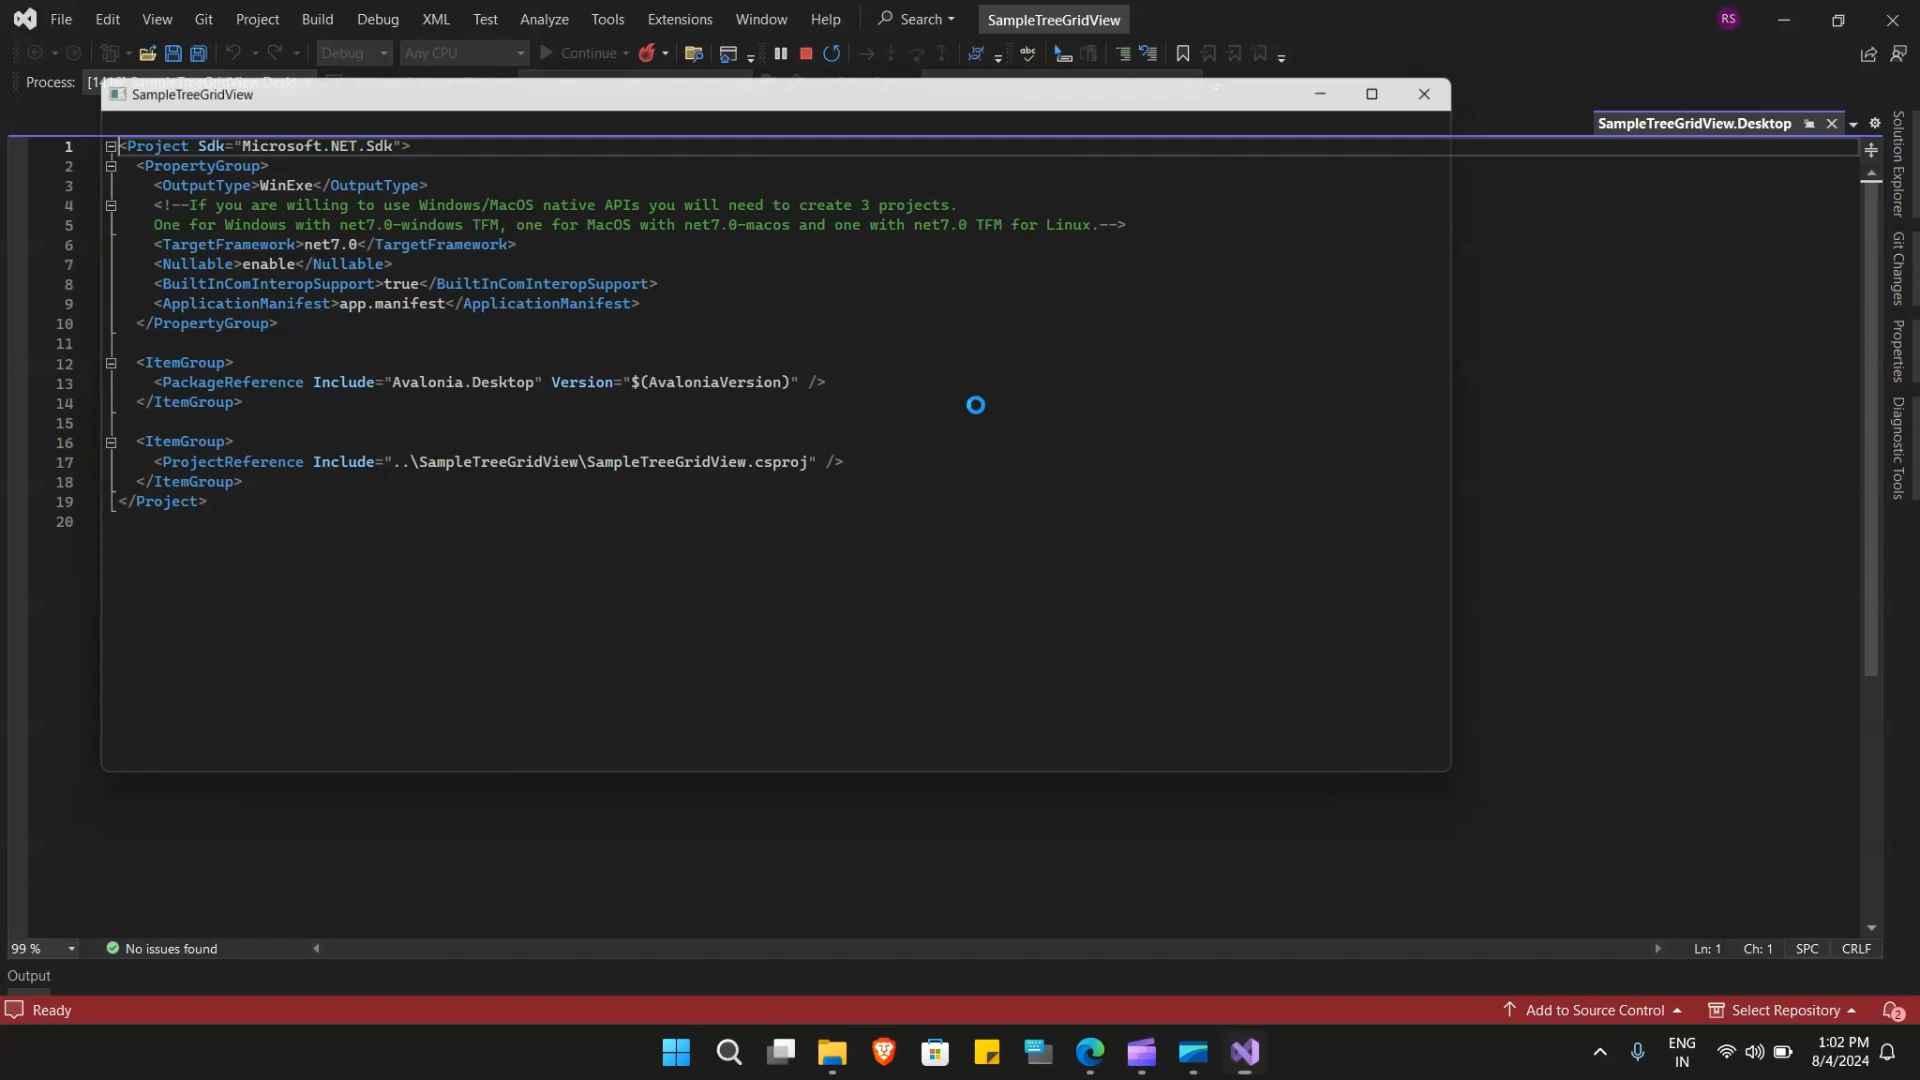 File Edit View Git Project Build Debug XML Test Analyze Tools Extensions Window Help Search SampleTreeGridView RS
Debug Any CPU Continue
Process:
SampleTreeGridView
SampleTreeGridView.Desktop
1 <Project Sdk="Microsoft.NET.Sdk">
2 <PropertyGroup>
3 <OutputType>WinExe</OutputType>
4 <!--If you are willing to use Windows/MacOS native APIs you will need to create 3 projects.
5 One for Windows with net7.0-windows TFM, one for MacOS with net7.0-macos and one with net7.0 TFM for Linux.-->
6 <TargetFramework>net7.0</TargetFramework>
7 <Nullable>enable</Nullable>
8 <BuiltInComInteropSupport>true</BuiltInComInteropSupport>
9 <ApplicationManifest>app.manifest</ApplicationManifest>
10 </PropertyGroup>
11
12 <ItemGroup>
13 <PackageReference Include="Avalonia.Desktop" Version="$(AvaloniaVersion)" />
14 </ItemGroup>
15
16 <ItemGroup>
17 <ProjectReference Include="..\SampleTreeGridView\SampleTreeGridView.csproj" />
18 </ItemGroup>
19 </Project>
20
Solution Explorer
Git Changes
Properties
Diagnostic Tools
99 % No issues found Ln: 1 Ch: 1 SPC CRLF
Output
Ready Add to Source Control Select Repository 2
ENG 1:02 PM
IN 8/4/2024